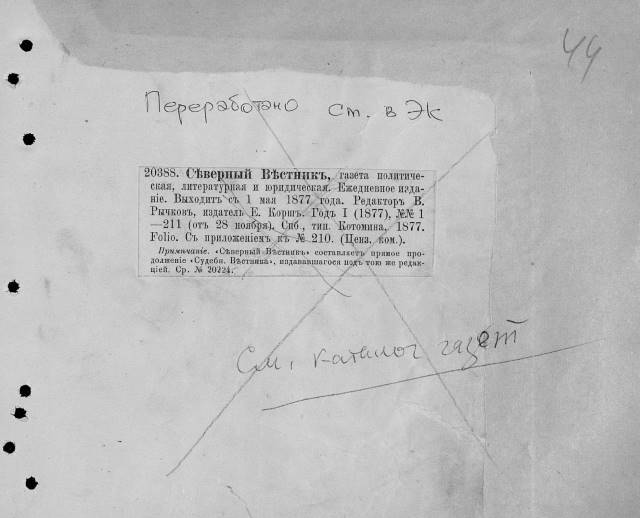 44
Переработано ст. в ЭК
20388. Сѣверный Вѣстникъ, газета политиче-
ская, литературная и юридическая. Ежедневное изда-
ніе. Выходитъ съ 1 мая 1877 года. Редакторъ В.
Рычковъ, издатель Е. Коршъ. Годъ I (1877), №№ 1
—211 (отъ 28 ноября). Спб., тип. Котомина. 1877.
Folio. Съ приложеніемъ къ № 210. (Цена. ком.).
Примѣчаніе. «Сѣверный Вѣстникъ» составляетъ прямое про-
долженіе «Судебн. Вѣстника», издававшагося подъ тою же редак-
ціей. Ср. № 20224.
См. каталог газет